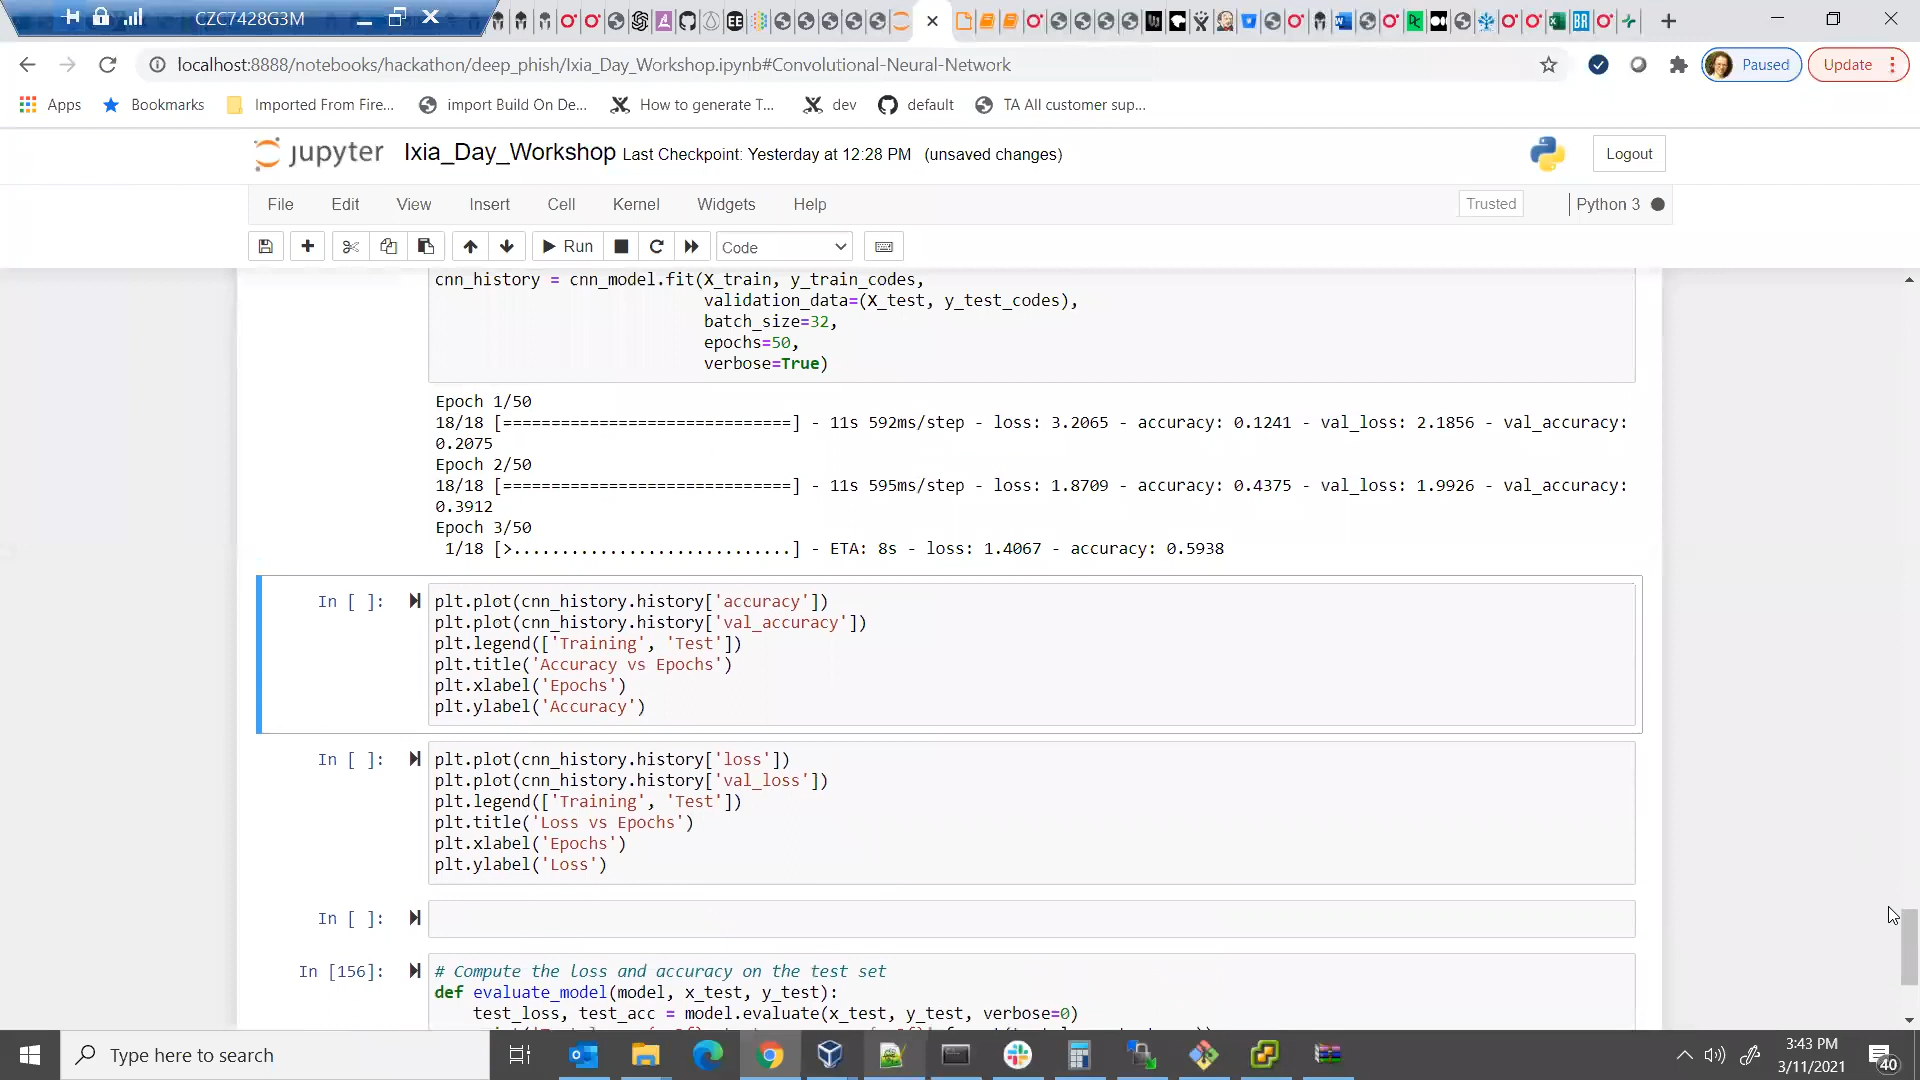 CZC7428G3M
localhost:8888/notebooks/hackathon/deep_phish/Ixia_Day_Workshop.ipynb#Convolutional-Neural-Network
Paused
Update
Apps
Bookmarks
Imported From Fire...
import Build On De...
How to generate T...
dev
default
TA All customer sup...
jupyter
Ixia_Day_Workshop Last Checkpoint: Yesterday at 12:28 PM (unsaved changes)
Logout
File Edit View Insert Cell Kernel Widgets Help
Trusted
Python 3
Run
Code
cnn_history = cnn_model.fit(X_train, y_train_codes,
validation_data=(X_test, y_test_codes),
batch_size=32,
epochs=50,
verbose=True)
Epoch 1/50
18/18 [==============================] - 11s 592ms/step - loss: 3.2065 - accuracy: 0.1241 - val_loss: 2.1856 - val_accuracy:
0.2075
Epoch 2/50
18/18 [==============================] - 11s 595ms/step - loss: 1.8709 - accuracy: 0.4375 - val_loss: 1.9926 - val_accuracy:
0.3912
Epoch 3/50
1/18 [>.............................] - ETA: 8s - loss: 1.4067 - accuracy: 0.5938
In [ ]:
plt.plot(cnn_history.history['accuracy'])
plt.plot(cnn_history.history['val_accuracy'])
plt.legend(['Training', 'Test'])
plt.title('Accuracy vs Epochs')
plt.xlabel('Epochs')
plt.ylabel('Accuracy')
In [ ]:
plt.plot(cnn_history.history['loss'])
plt.plot(cnn_history.history['val_loss'])
plt.legend(['Training', 'Test'])
plt.title('Loss vs Epochs')
plt.xlabel('Epochs')
plt.ylabel('Loss')
In [ ]:
In [156]:
# Compute the loss and accuracy on the test set
def evaluate_model(model, x_test, y_test):
test_loss, test_acc = model.evaluate(x_test, y_test, verbose=0)
Type here to search
3:43 PM
3/11/2021
40